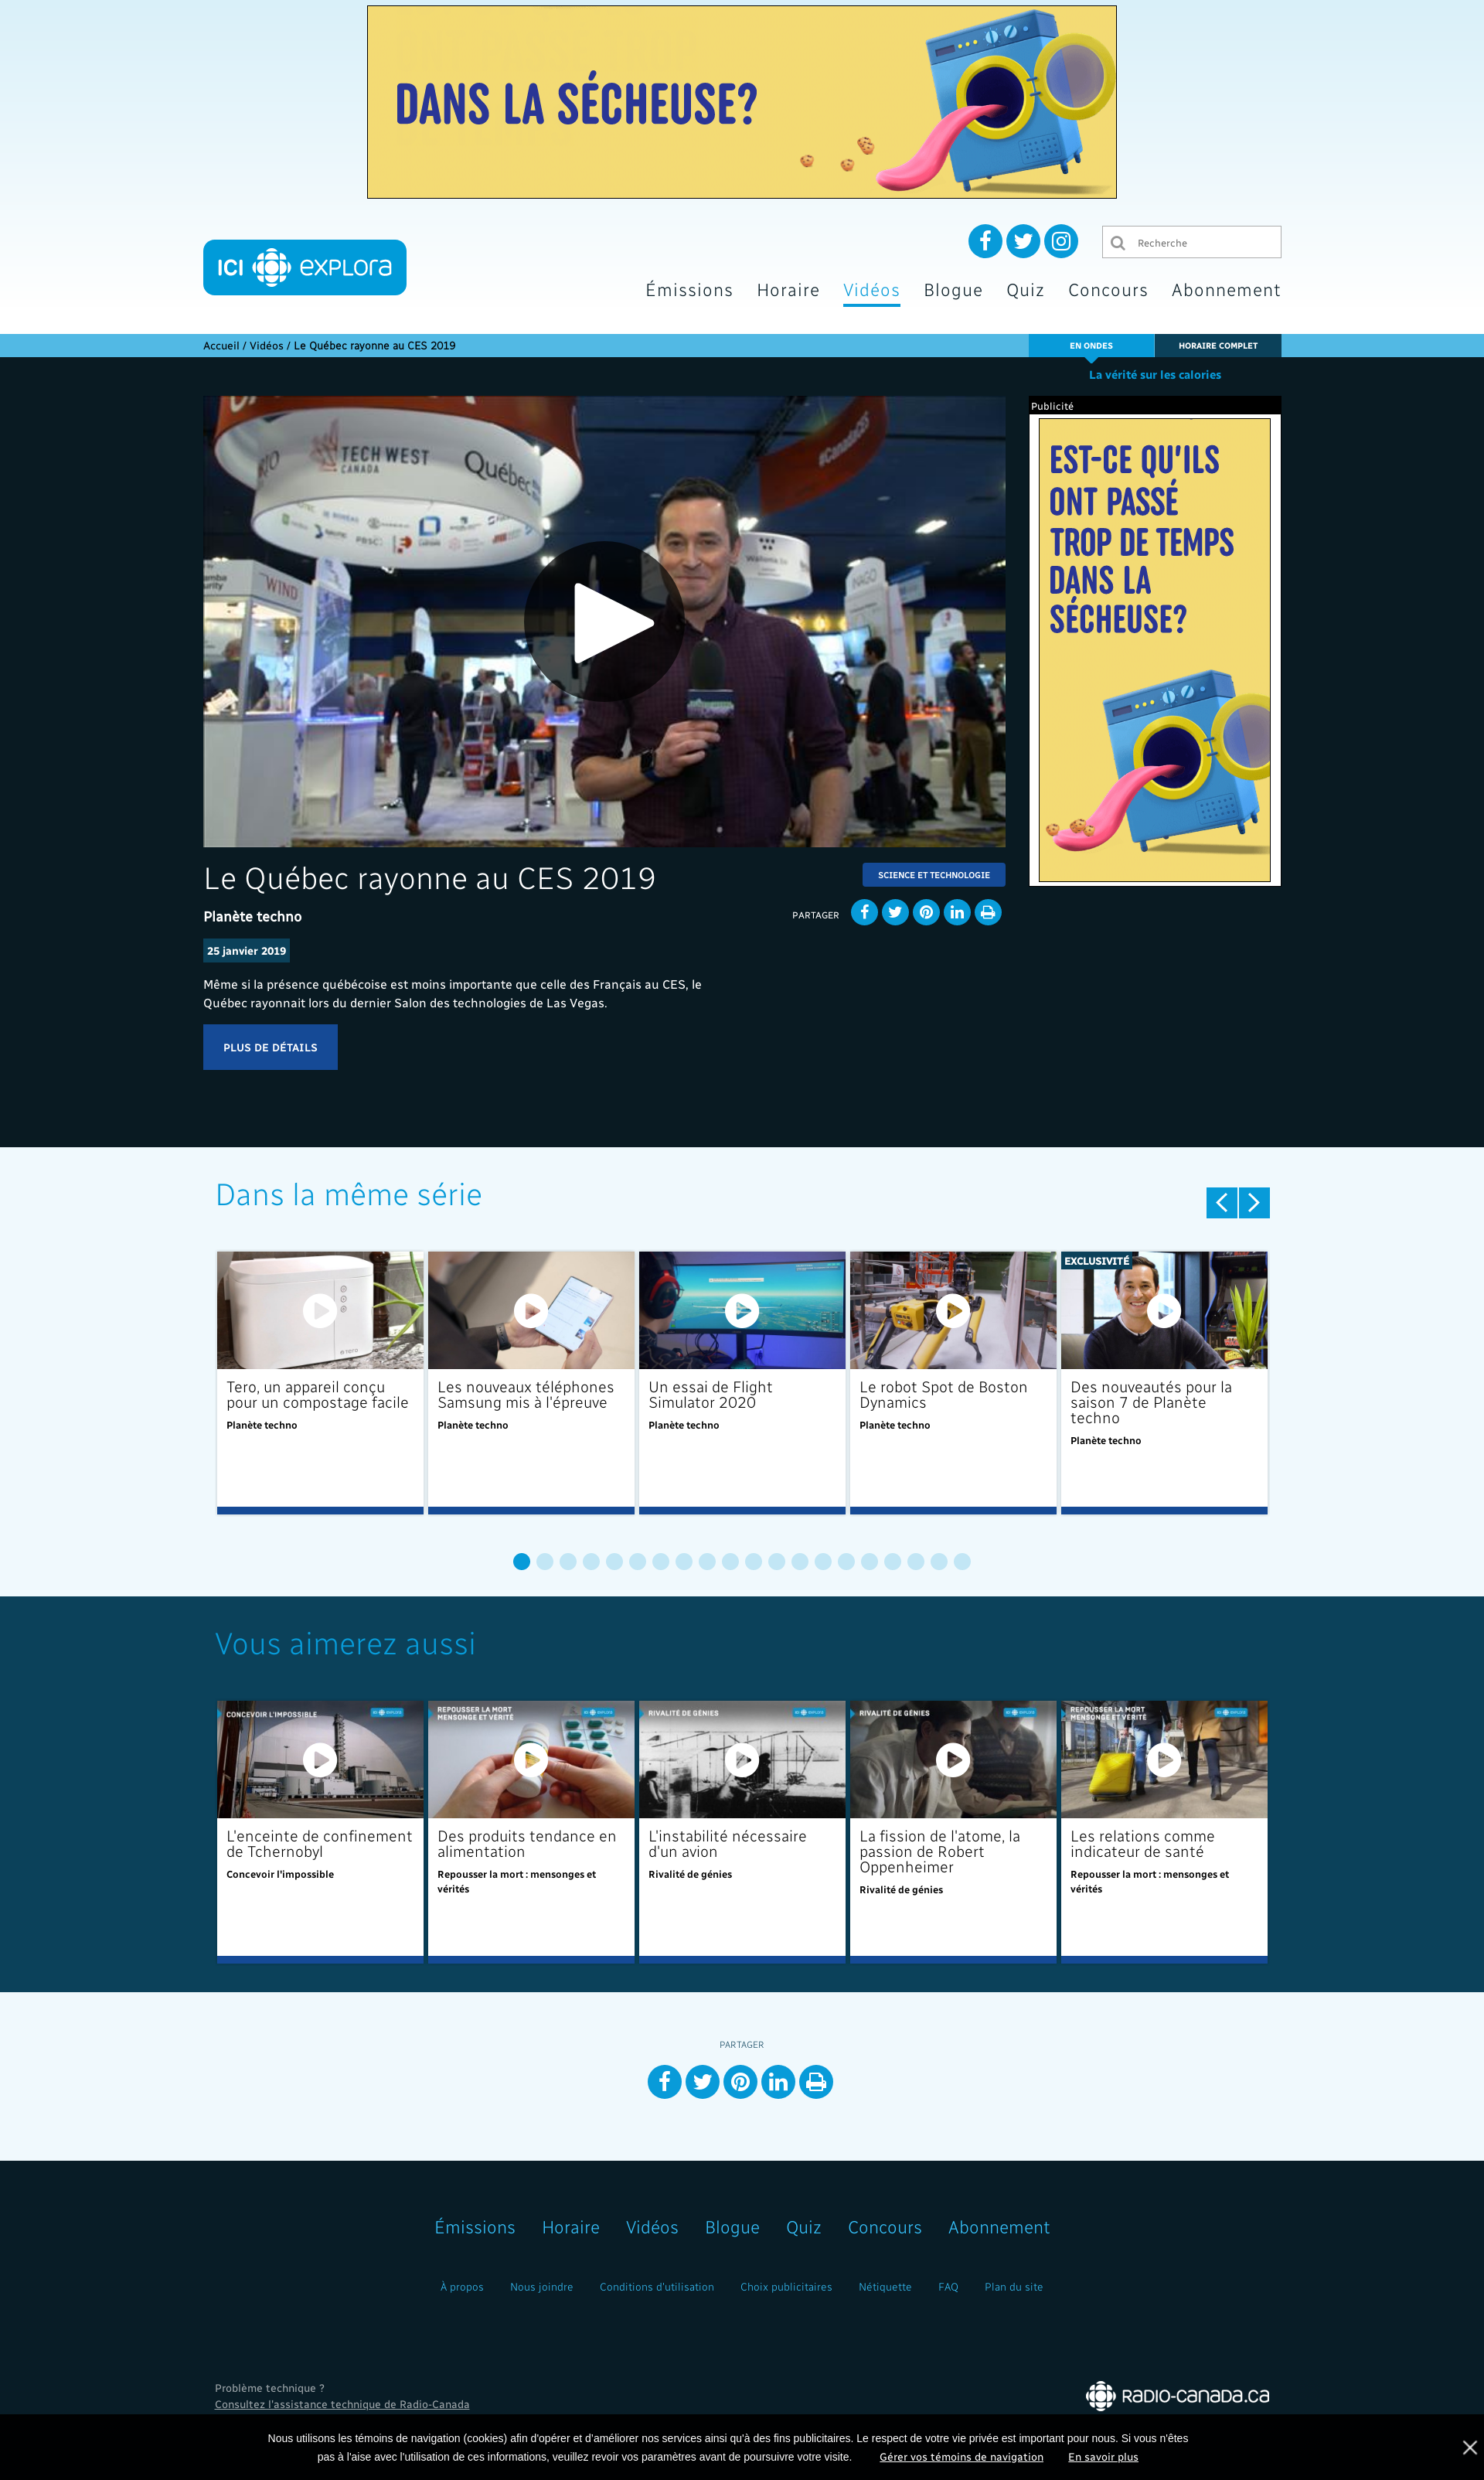 DANS LA SÉCHEUSE?
ICI explora
Recherche
Émissions Horaire Vidéos Blogue Quiz Concours Abonnement
Accueil / Vidéos / Le Québec rayonne au CES 2019
EN ONDES
HORAIRE COMPLET
La vérité sur les calories
TECH WEST
CANADA
Québec
#CanadaCES
WIND
NAGO
Publicité
EST-CE QU'ILS
ONT PASSÉ
TROP DE TEMPS
DANS LA
SÉCHEUSE?
Le Québec rayonne au CES 2019
SCIENCE ET TECHNOLOGIE
Planète techno
PARTAGER
25 janvier 2019
Même si la présence québécoise est moins importante que celle des Français au CES, le
Québec rayonnait lors du dernier Salon des technologies de Las Vegas.
PLUS DE DÉTAILS
Dans la même série
Tero, un appareil conçu
pour un compostage facile
Planète techno
Les nouveaux téléphones
Samsung mis à l'épreuve
Planète techno
Un essai de Flight
Simulator 2020
Planète techno
Le robot Spot de Boston
Dynamics
Planète techno
EXCLUSIVITÉ
Des nouveautés pour la
saison 7 de Planète
techno
Planète techno
Vous aimerez aussi
CONCEVOIR L'IMPOSSIBLE
L'enceinte de confinement
de Tchernobyl
Concevoir l'impossible
REPOUSSER LA MORT
MENSONGE ET VÉRITÉ
Des produits tendance en
alimentation
Repousser la mort : mensonges et
vérités
RIVALITÉ DE GÉNIES
L'instabilité nécessaire
d'un avion
Rivalité de génies
RIVALITÉ DE GÉNIES
La fission de l'atome, la
passion de Robert
Oppenheimer
Rivalité de génies
REPOUSSER LA MORT
MENSONGE ET VÉRITÉ
Les relations comme
indicateur de santé
Repousser la mort : mensonges et
vérités
PARTAGER
Émissions Horaire Vidéos Blogue Quiz Concours Abonnement
À propos Nous joindre Conditions d'utilisation Choix publicitaires Nétiquette FAQ Plan du site
Problème technique ?
Consultez l'assistance technique de Radio-Canada
RADIO-CANADA.CA
Nous utilisons les témoins de navigation (cookies) afin d'opérer et d'améliorer nos services ainsi qu'à des fins publicitaires. Le respect de votre vie privée est important pour nous. Si vous n'êtes
pas à l'aise avec l'utilisation de ces informations, veuillez revoir vos paramètres avant de poursuivre votre visite. Gérer vos témoins de navigation En savoir plus